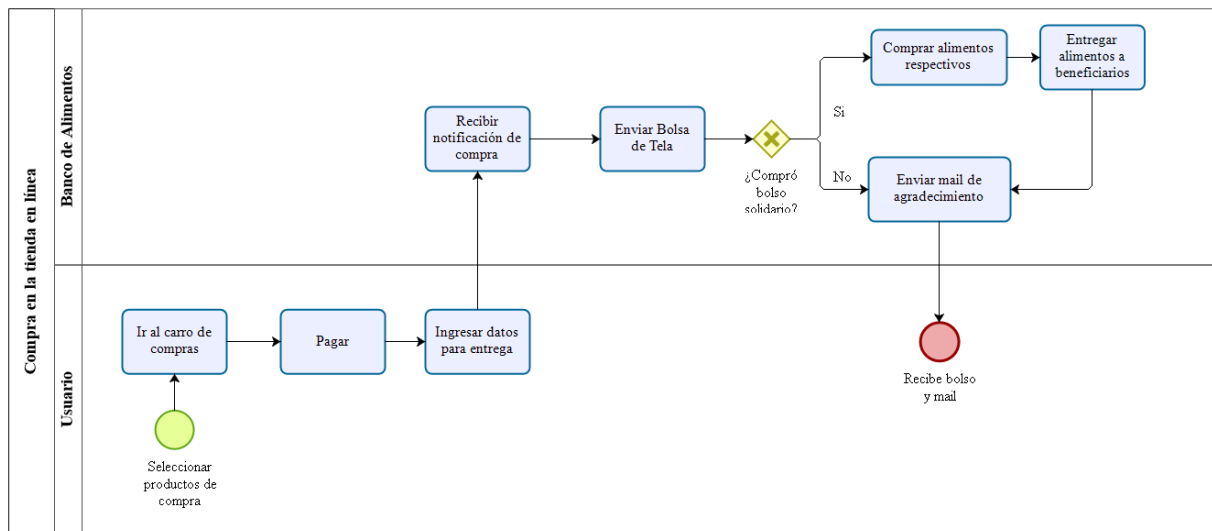 Compra en la tienda en línea
Banco de Alimentos
Comprar alimentos
respectivos
Entregar
alimentos a
beneficiarios
Recibir
notificación de
compra
Enviar Bolsa
de Tela
¿Compró
bolso
solidario?
Si
No
Enviar mail de
agradecimiento
Usuario
Ir al carro de
compras
Pagar
Ingresar datos
para entrega
Seleccionar
productos de
compra
Recibe bolso
y mail